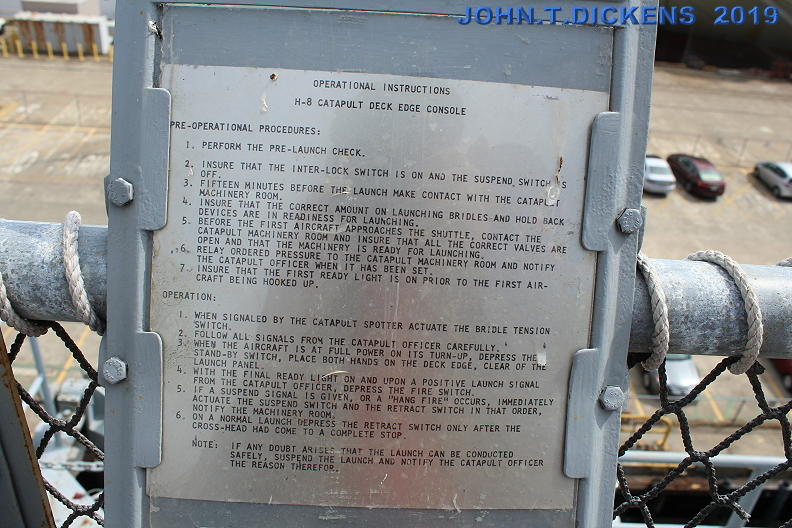 JOHN.T.DICKENS 2019
OPERATIONAL INSTRUCTIONS
H-8 CATAPULT DECK EDGE CONSOLE
PRE-OPERATIONAL PROCEDURES:
1. PERFORM THE PRE-LAUNCH CHECK.
2. INSURE THAT THE INTER-LOCK SWITCH IS ON AND THE SUSPEND SWITCH IS
OFF.
3. FIFTEEN MINUTES BEFORE THE LAUNCH MAKE CONTACT WITH THE CATAPULT
MACHINERY ROOM.
4. INSURE THAT THE CORRECT AMOUNT ON LAUNCHING BRIDLES AND HOLD BACK
DEVICES ARE IN READINESS FOR LAUNCHING.
5. BEFORE THE FIRST AIRCRAFT APPROACHES THE SHUTTLE, CONTACT THE
CATAPULT MACHINERY ROOM AND INSURE THAT ALL THE CORRECT VALVES ARE
OPEN AND THAT THE MACHINERY IS READY FOR LAUNCHING.
6. RELAY ORDERED PRESSURE TO THE CATAPULT MACHINERY ROOM AND NOTIFY
THE CATAPULT OFFICER WHEN IT HAS BEEN SET.
7. INSURE THAT THE FIRST READY LIGHT IS ON PRIOR TO THE FIRST AIR-
CRAFT BEING HOOKED UP.
OPERATION:
1. WHEN SIGNALED BY THE CATAPULT SPOTTER ACTUATE THE BRIDLE TENSION
SWITCH.
2. FOLLOW ALL SIGNALS FROM THE CATAPULT OFFICER CAREFULLY.
3. WHEN THE AIRCRAFT IS AT FULL POWER ON ITS TURN-UP, DEPRESS THE
STAND-BY SWITCH, PLACE BOTH HANDS ON THE DECK EDGE, CLEAR OF THE
LAUNCH PANEL.
4. WITH THE FINAL READY LIGHT ON AND UPON A POSITIVE LAUNCH SIGNAL
FROM THE CATAPULT OFFICER, DEPRESS THE FIRE SWITCH.
5. IF A SUSPEND SIGNAL IS GIVEN, OR A "HANG FIRE" OCCURS, IMMEDIATELY
ACTUATE THE SUSPEND SWITCH AND THE RETRACT SWITCH IN THAT ORDER,
NOTIFY THE MACHINERY ROOM.
6. ON A NORMAL LAUNCH DEPRESS THE RETRACT SWITCH ONLY AFTER THE
CROSS-HEAD HAD COME TO A COMPLETE STOP.
NOTE: IF ANY DOUBT ARISES THAT THE LAUNCH CAN BE CONDUCTED
SAFELY, SUSPEND THE LAUNCH AND NOTIFY THE CATAPULT OFFICER
THE REASON THEREFOR.